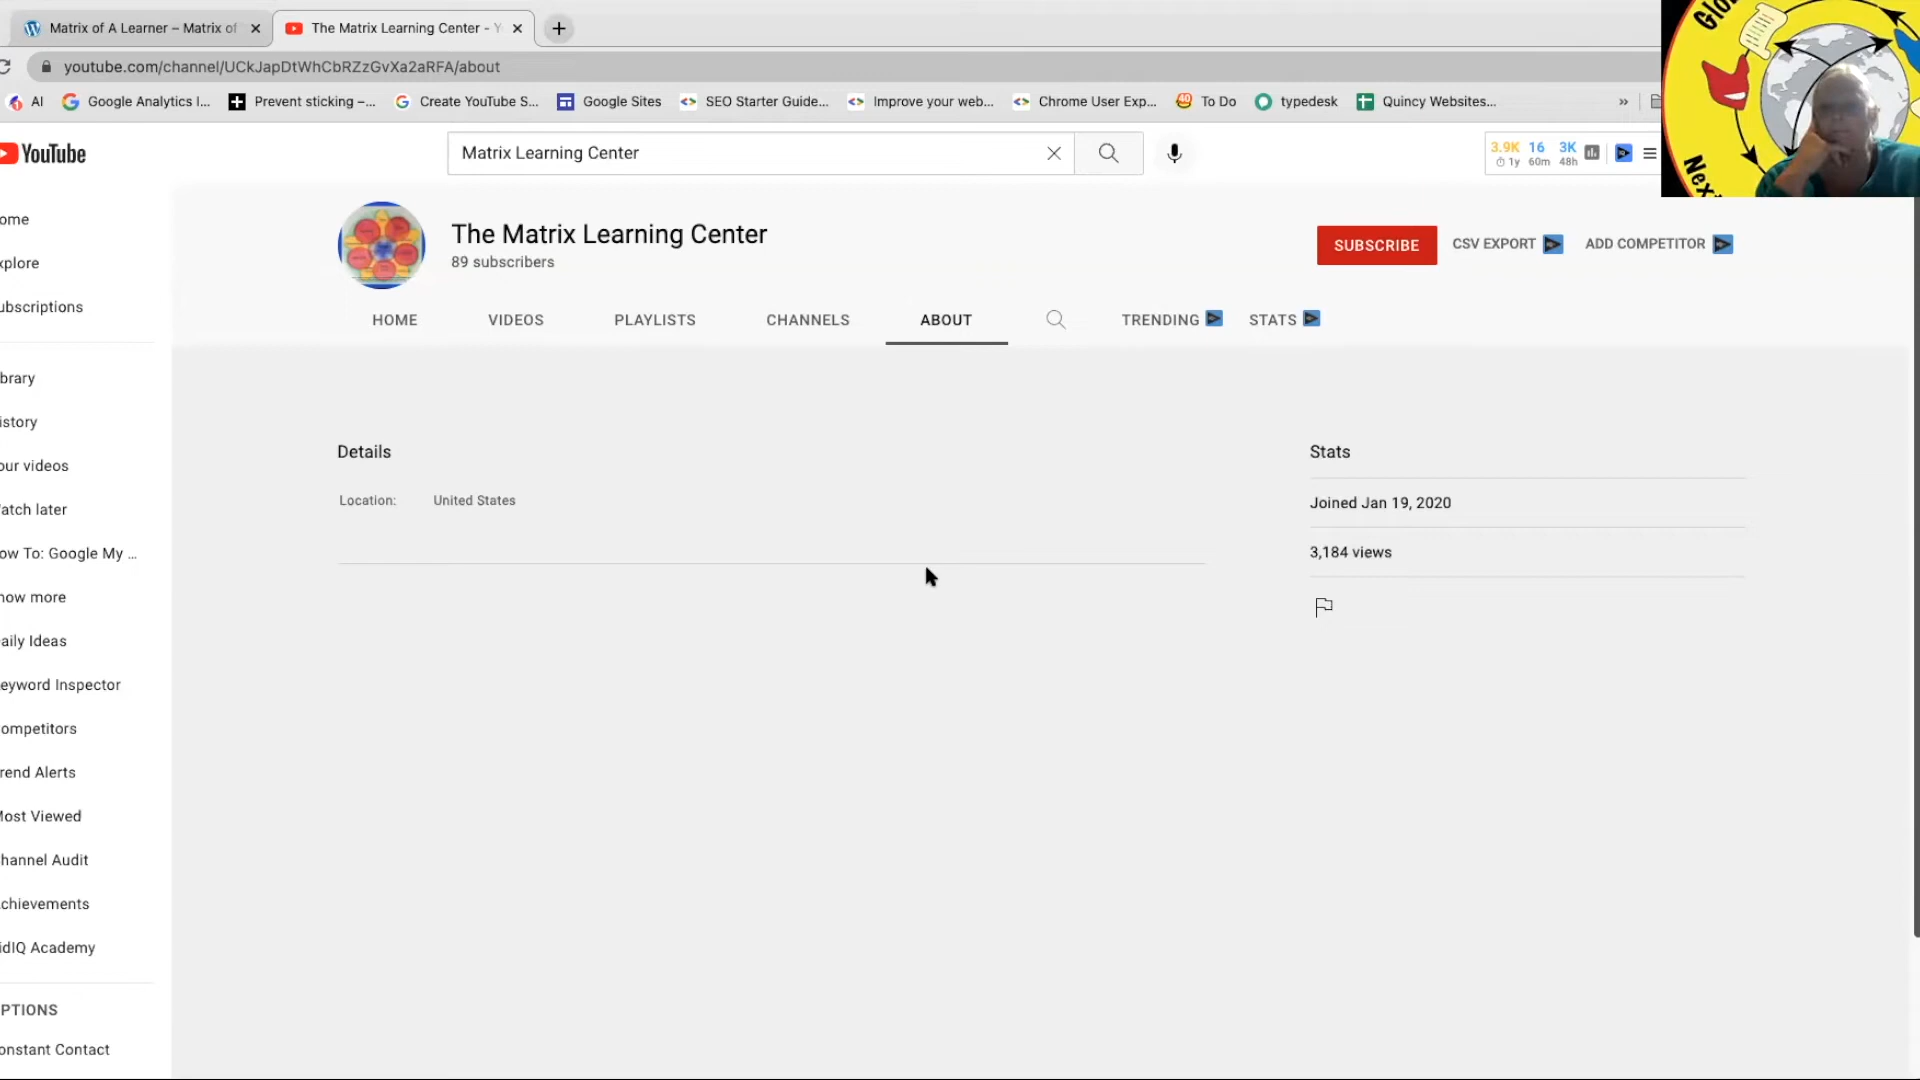 Matrix of A Learner – Matrix of
The Matrix Learning Center - Y
youtube.com/channel/UCkJapDtWhCbRZzGvXa2aRFA/about
AI
Google Analytics I...
Prevent sticking –...
Create YouTube S...
Google Sites
SEO Starter Guide...
Improve your web...
Chrome User Exp...
40
To Do
typedesk
Quincy Websites...
»
Glo
Nex
YouTube
Matrix Learning Center
3.9K 16 3K
1y 60m 48h
The Matrix Learning Center
89 subscribers
SUBSCRIBE
CSV EXPORT
ADD COMPETITOR
HOME
VIDEOS
PLAYLISTS
CHANNELS
ABOUT
TRENDING
STATS
ome
xplore
ubscriptions
brary
istory
our videos
atch later
ow To: Google My ...
how more
aily Ideas
eyword Inspector
ompetitors
rend Alerts
ost Viewed
hannel Audit
chievements
idIQ Academy
PTIONS
onstant Contact
Details
Location: United States
Stats
Joined Jan 19, 2020
3,184 views